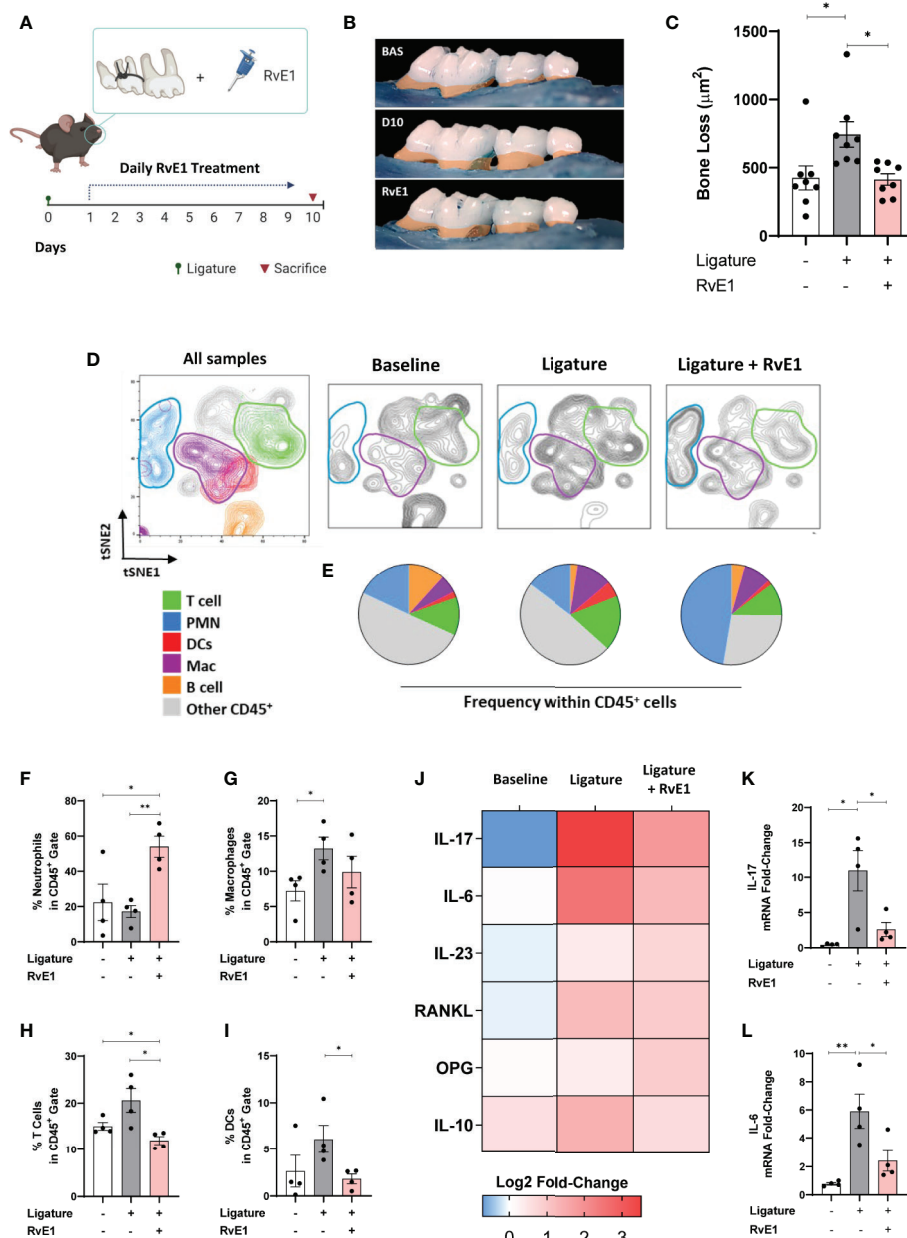 A
+
RvE1
Daily RvE1 Treatment
0 1 2 3 4 5 6 7 8 9 10
Days
Ligature
Sacrifice
B
BAS
D10
RvE1
C
*
*
Bone Loss (μm²)
1500
1000
500
0
Ligature - + +
RvE1 - - +
D
All samples
Baseline
Ligature
Ligature + RvE1
tSNE2
tSNE1
E
T cell
PMN
DCs
Mac
B cell
Other CD45⁺
Frequency within CD45⁺ cells
F
*
**
% Neutrophils
in CD45⁺ Gate
80
60
40
20
0
Ligature - + +
RvE1 - - +
G
*
% Macrophages
in CD45⁺ Gate
20
15
10
5
0
- + +
- - +
H
*
*
% T Cells
in CD45⁺ Gate
30
20
10
0
Ligature - + +
RvE1 - - +
I
*
% DCs
in CD45⁺ Gate
15
10
5
0
- + +
- - +
J
Baseline
Ligature
Ligature
+ RvE1
IL-17
IL-6
IL-23
RANKL
OPG
IL-10
Log2 Fold-Change
0 1 2 3
K
*
*
IL-17
mRNA Fold-Change
20
15
10
5
0
Ligature - + +
RvE1 - - +
L
**
*
IL-6
mRNA Fold-Change
10
8
6
4
2
0
Ligature - + +
RvE1 - - +